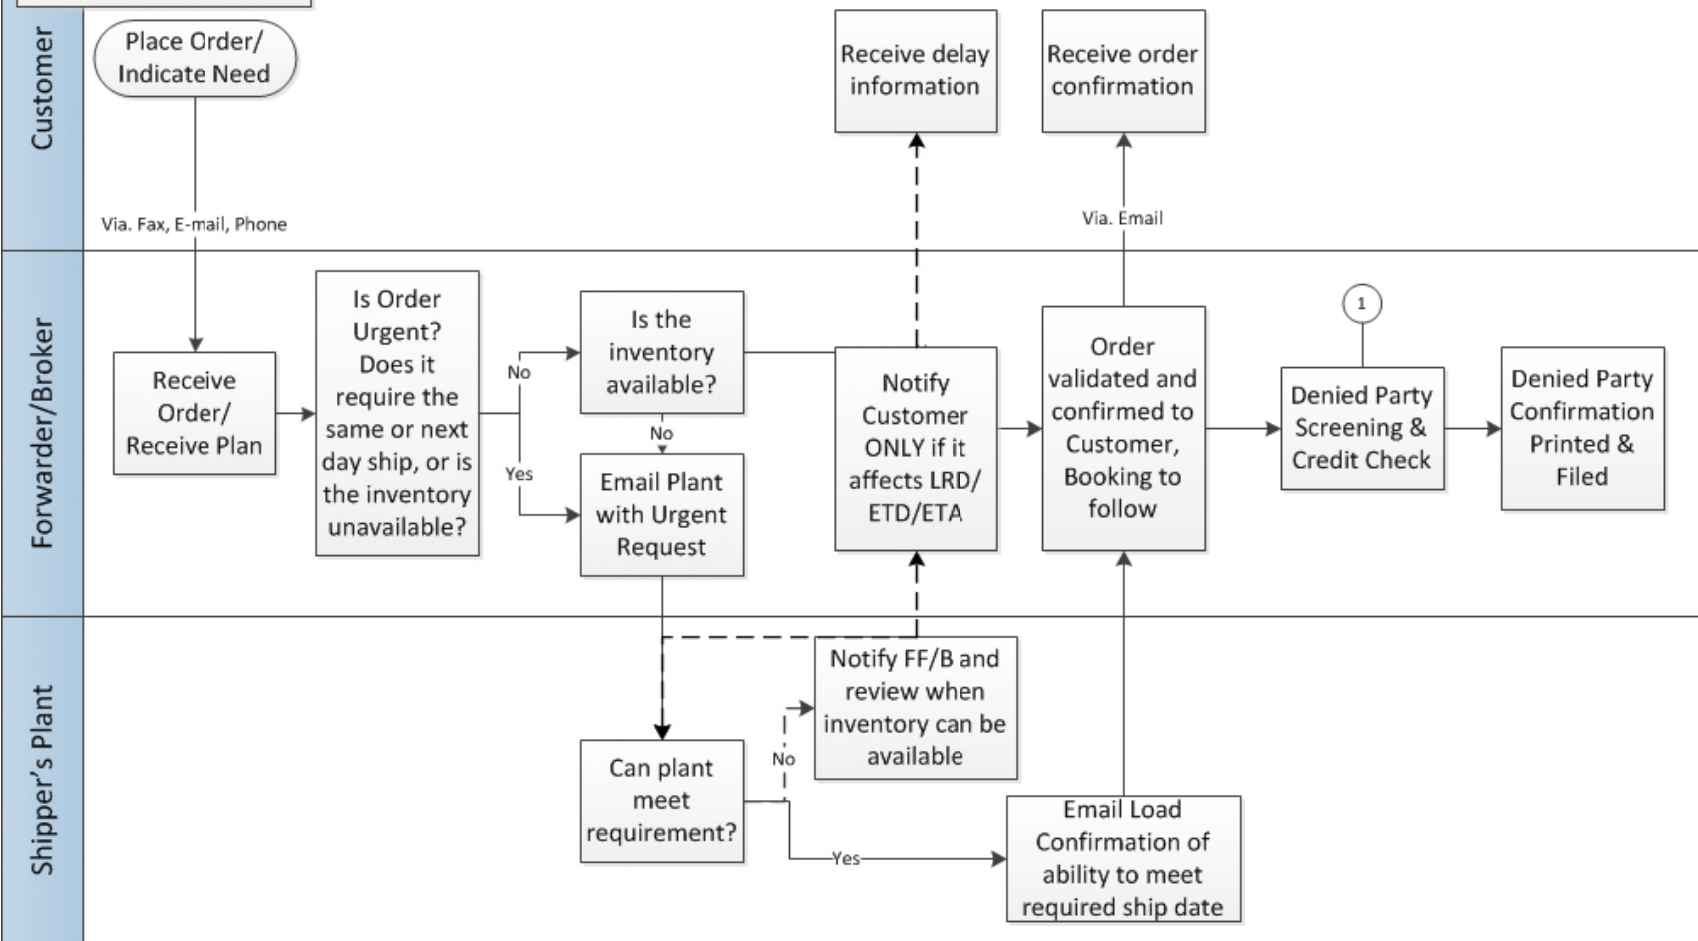 Customer
Place Order/
Indicate Need
Receive delay
information
Receive order
confirmation
Via. Fax, E-mail, Phone
Via. Email
Forwarder/Broker
Receive
Order/
Receive Plan
Is Order
Urgent?
Does it
require the
same or next
day ship, or is
the inventory
unavailable?
No
Yes
Is the
inventory
available?
No
Email Plant
with Urgent
Request
Notify
Customer
ONLY if it
affects LRD/
ETD/ETA
Order
validated and
confirmed to
Customer,
Booking to
follow
1
Denied Party
Screening &
Credit Check
Denied Party
Confirmation
Printed &
Filed
Shipper's Plant
Can plant
meet
requirement?
No
Yes
Notify FF/B and
review when
inventory can be
available
Email Load
Confirmation of
ability to meet
required ship date